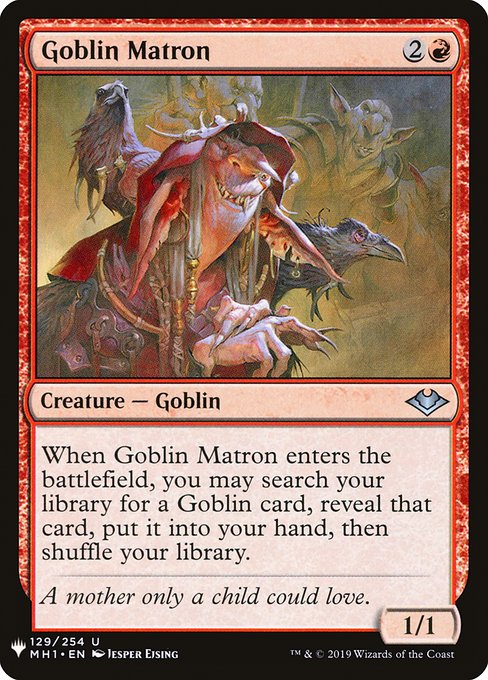 Goblin Matron 2
Creature — Goblin
When Goblin Matron enters the
battlefield, you may search your
library for a Goblin card, reveal that
card, put it into your hand, then
shuffle your library.
A mother only a child could love.
1/1
129/254 U
MH1 • EN Jesper Eising
™ & © 2019 Wizards of the Coast